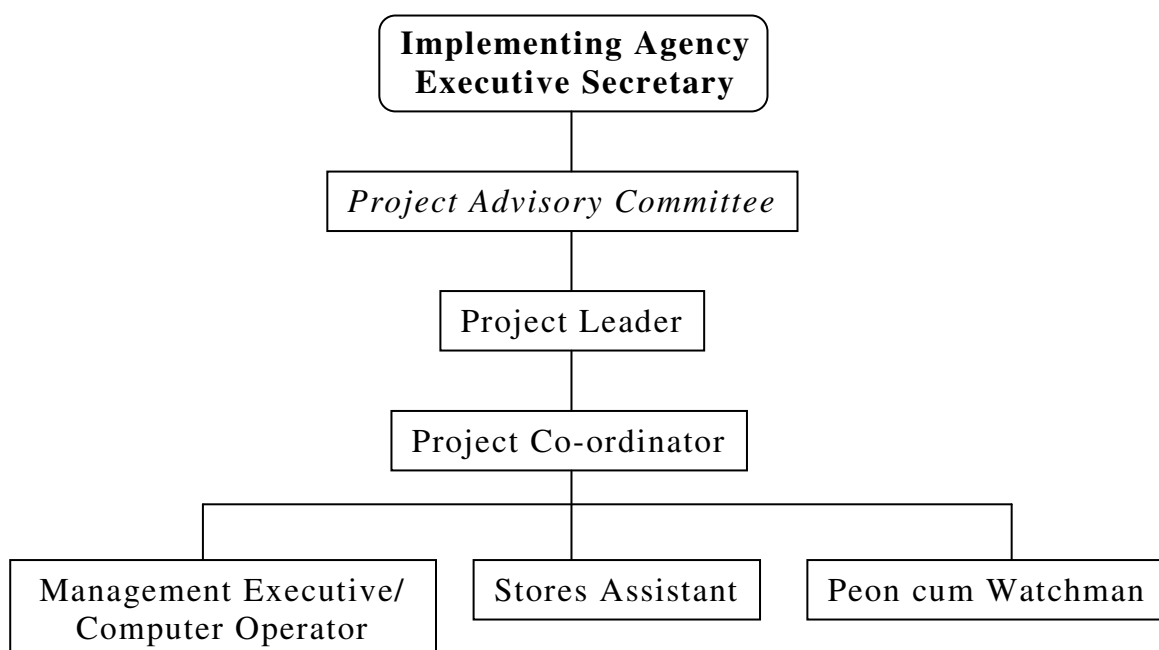 Implementing Agency
Executive Secretary
Project Advisory Committee
Project Leader
Project Co-ordinator
Management Executive/
Computer Operator
Stores Assistant
Peon cum Watchman